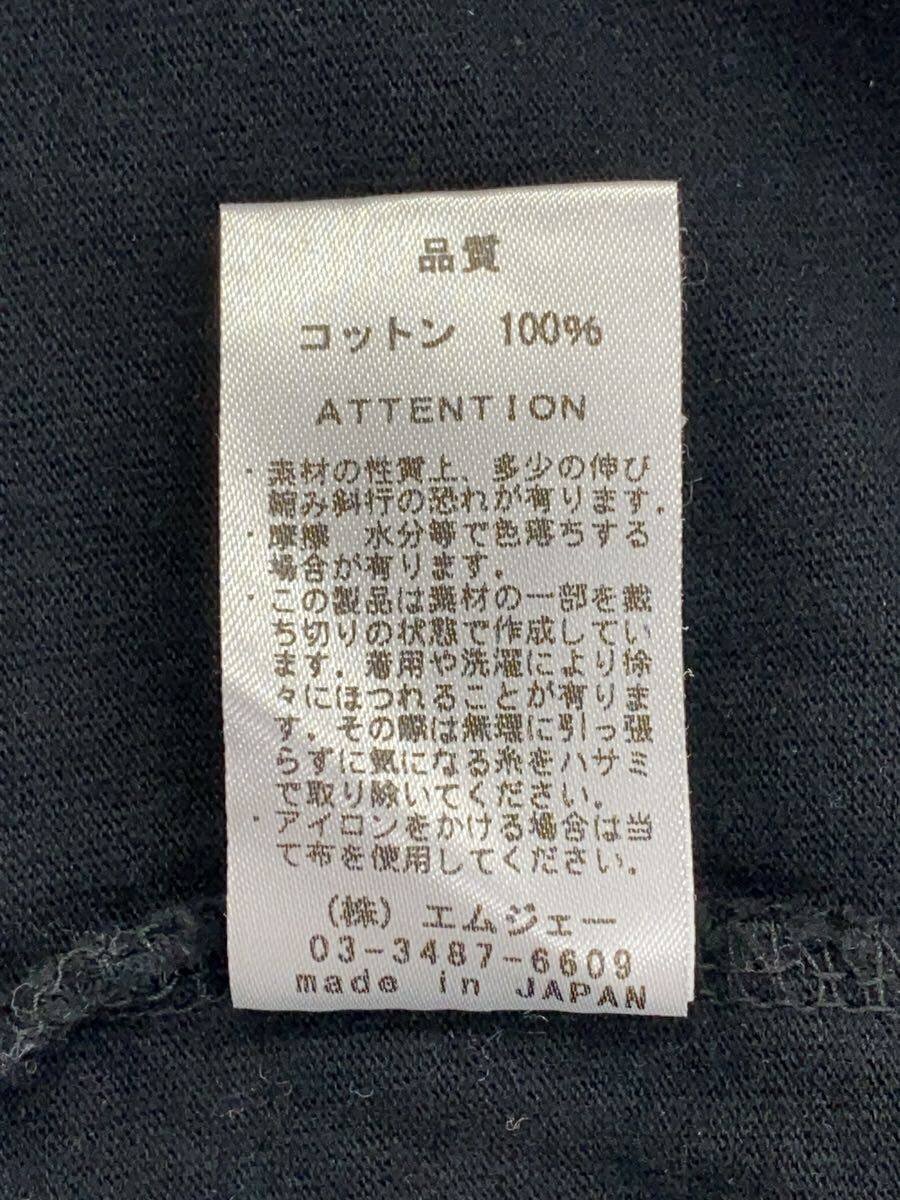 品質
コットン 100%
ATTENTION
・素材の性質上、多少の伸び
縮み斜行の恐れが有ります.
・摩擦 水分等で色落ちする
場合が有ります.
・この製品は素材の一部を裁
ち切りの状態で作成してい
ます.着用や洗濯により徐
々にほつれることが有りま
す.その際は無理に引っ張
らずに気になる糸をハサミ
で取り除いてください.
・アイロンをかける場合は当
て布を使用してください.
(株)エムジェー
03-3487-6609
made in JAPAN